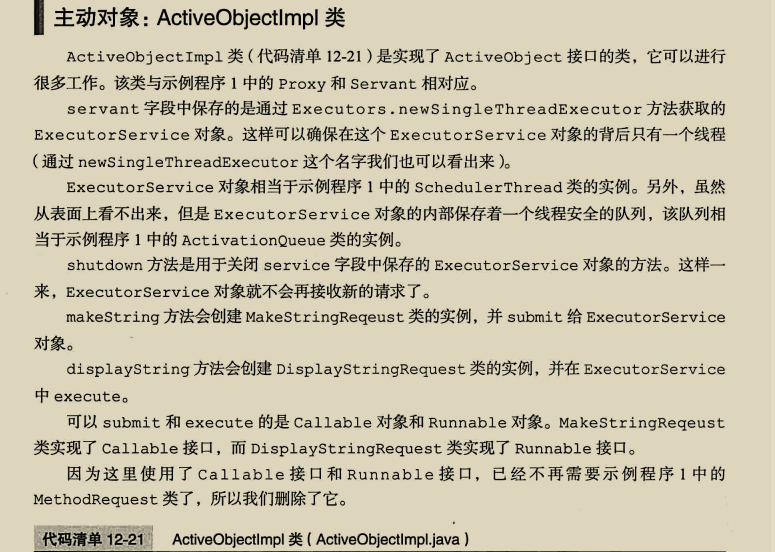 主动对象：ActiveObjectImpl 类
ActiveObjectImpl 类（代码清单 12-21）是实现了 ActiveObject 接口的类，它可以进行
很多工作。该类与示例程序 1 中的 Proxy 和 Servant 相对应。
servant 字段中保存的是通过 Executors.newSingleThreadExecutor 方法获取的
ExecutorService 对象。这样可以确保在这个 ExecutorService 对象的背后只有一个线程
（通过 newSingleThreadExecutor 这个名字我们也可以看出来）。
ExecutorService 对象相当于示例程序 1 中的 SchedulerThread 类的实例。另外，虽然
从表面上看不出来，但是 ExecutorService 对象的内部保存着一个线程安全的队列，该队列相
当于示例程序 1 中的 ActivationQueue 类的实例。
shutdown 方法是用于关闭 service 字段中保存的 ExecutorService 对象的方法。这样一
来，ExecutorService 对象就不会再接收新的请求了。
makeString 方法会创建 MakeStringReqeust 类的实例，并 submit 给 ExecutorService
对象。
displayString 方法会创建 DisplayStringRequest 类的实例，并在 ExecutorService
中 execute。
可以 submit 和 execute 的是 Callable 对象和 Runnable 对象。MakeStringReqeust
类实现了 Callable 接口，而 DisplayStringRequest 类实现了 Runnable 接口。
因为这里使用了 Callable 接口和 Runnable 接口，已经不再需要示例程序 1 中的
MethodRequest 类了，所以我们删除了它。
代码清单 12-21 ActiveObjectImpl 类（ActiveObjectImpl.java）